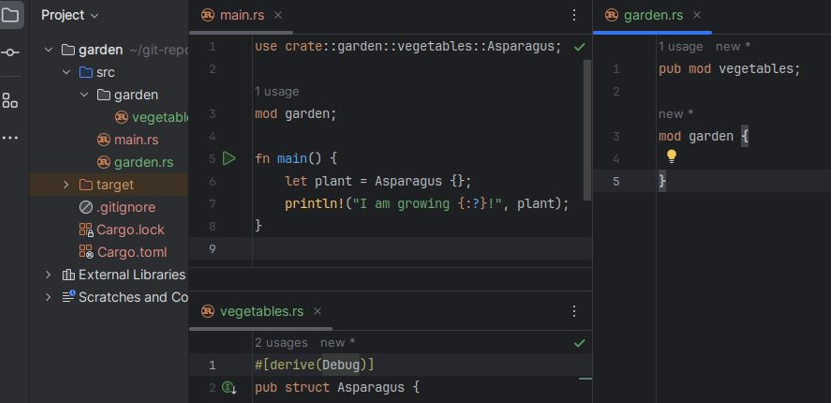 Project
garden ~/git-repo
src
garden
vegetabl
main.rs
garden.rs
target
.gitignore
Cargo.lock
Cargo.toml
External Libraries
Scratches and Co
main.rs
1 use crate::garden::vegetables::Asparagus;
2
1 usage
3 mod garden;
4
5 fn main() {
6 let plant = Asparagus {};
7 println!("I am growing {:?}!", plant);
8 }
9
vegetables.rs
2 usages new *
1 #[derive(Debug)]
2 pub struct Asparagus {
garden.rs
1 usage new *
1 pub mod vegetables;
2
new *
3 mod garden {
4
5 }